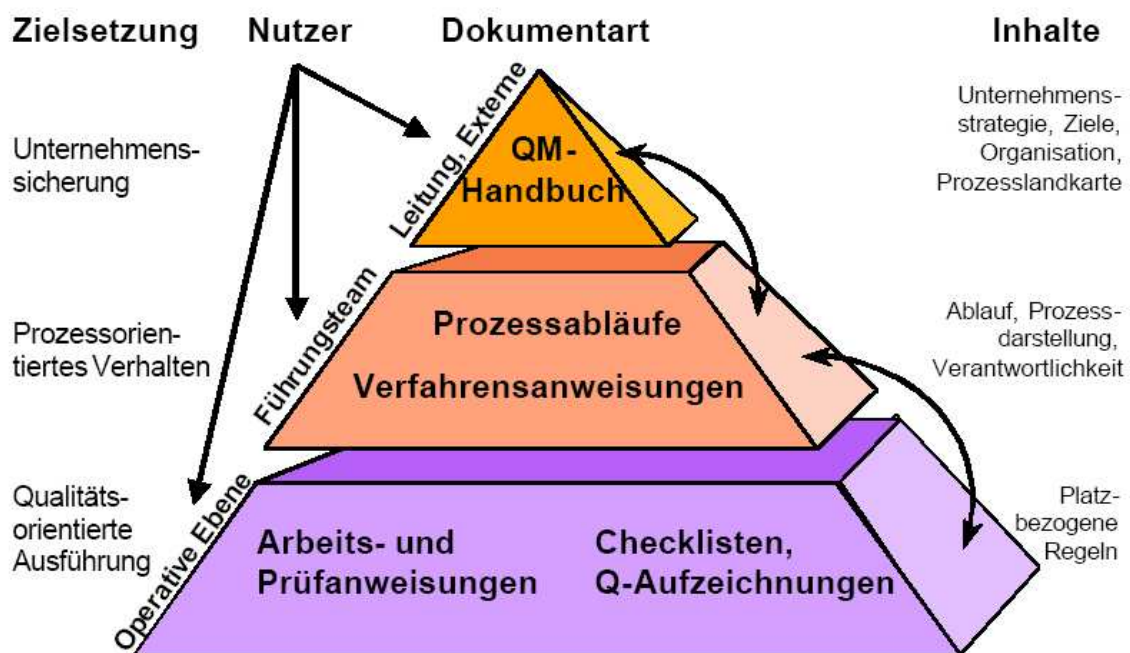 Zielsetzung Nutzer Dokumentart Inhalte
Unternehmens-
sicherung
Leitung, Externe
QM-
Handbuch
Unternehmens-
strategie, Ziele,
Organisation,
Prozesslandkarte
Prozessorien-
tiertes Verhalten
Führungsteam
Prozessabläufe
Verfahrensanweisungen
Ablauf, Prozess-
darstellung,
Verantwortlichkeit
Qualitäts-
orientierte
Ausführung
Operative Ebene
Arbeits- und
Prüfanweisungen
Checklisten,
Q-Aufzeichnungen
Platz-
bezogene
Regeln